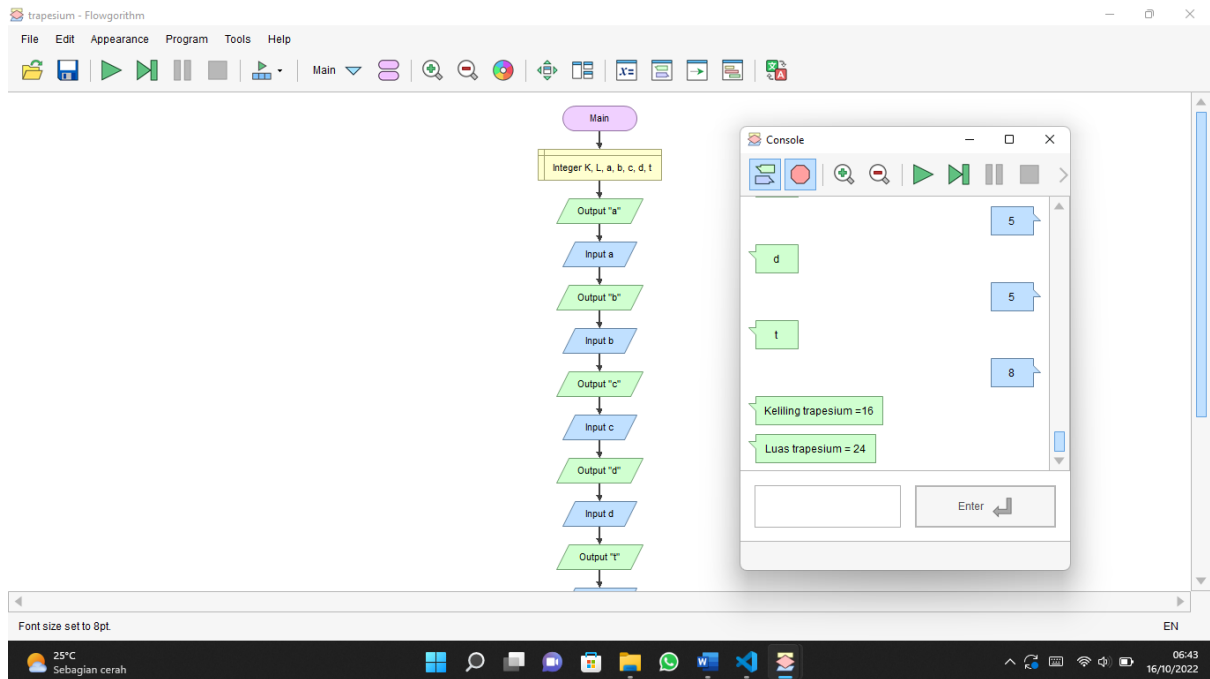 trapesium - Flowgorithm
File Edit Appearance Program Tools Help
Main
Main
Integer K, L, a, b, c, d, t
Output "a"
Input a
Output "b"
Input b
Output "c"
Input c
Output "d"
Input d
Output "t"
Console
5
d
5
t
8
Keliling trapesium =16
Luas trapesium = 24
Enter
Font size set to 8pt.
EN
25°C
Sebagian cerah
06:43
16/10/2022